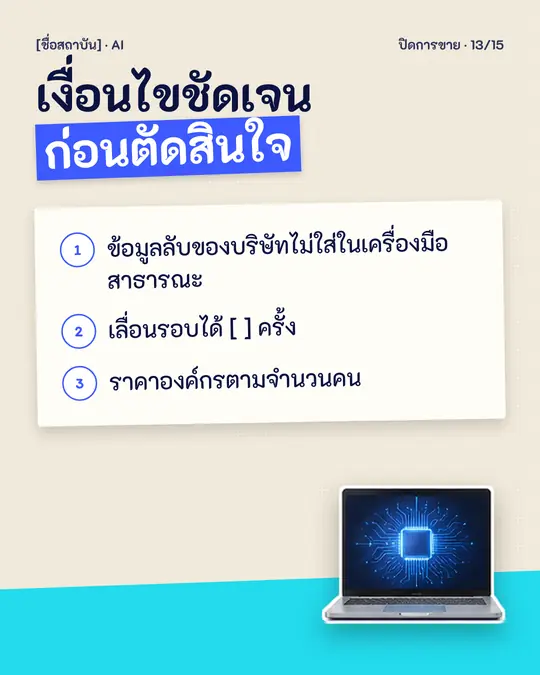 [ชื่อสถาบัน] · AI
ปิดการขาย · 13/15
เงื่อนไขชัดเจน
ก่อนตัดสินใจ
1 ข้อมูลลับของบริษัทไม่ใส่ในเครื่องมือ
สาธารณะ
2 เลื่อนรอบได้ [ ] ครั้ง
3 ราคาองค์กรตามจำนวนคน